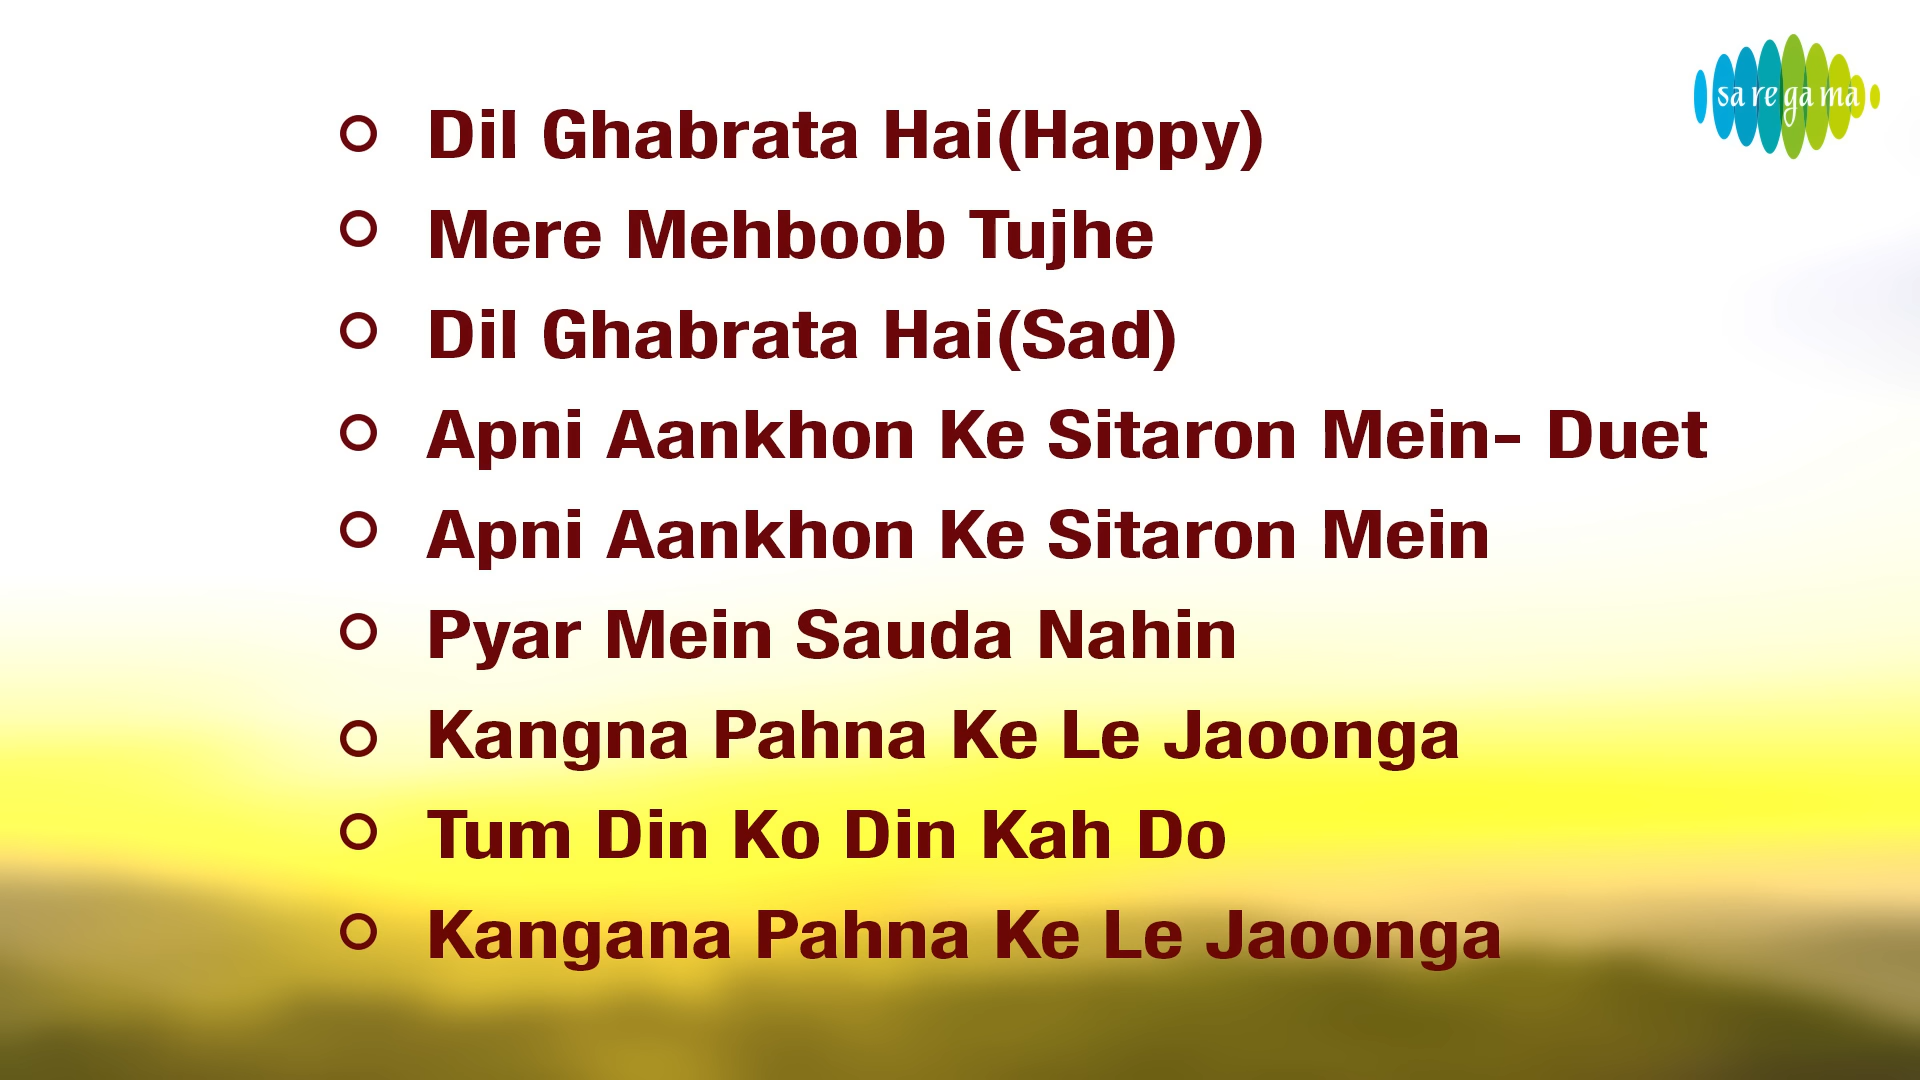 sa re ga ma
Dil Ghabrata Hai(Happy)
Mere Mehboob Tujhe
Dil Ghabrata Hai(Sad)
Apni Aankhon Ke Sitaron Mein- Duet
Apni Aankhon Ke Sitaron Mein
Pyar Mein Sauda Nahin
Kangna Pahna Ke Le Jaoonga
Tum Din Ko Din Kah Do
Kangana Pahna Ke Le Jaoonga